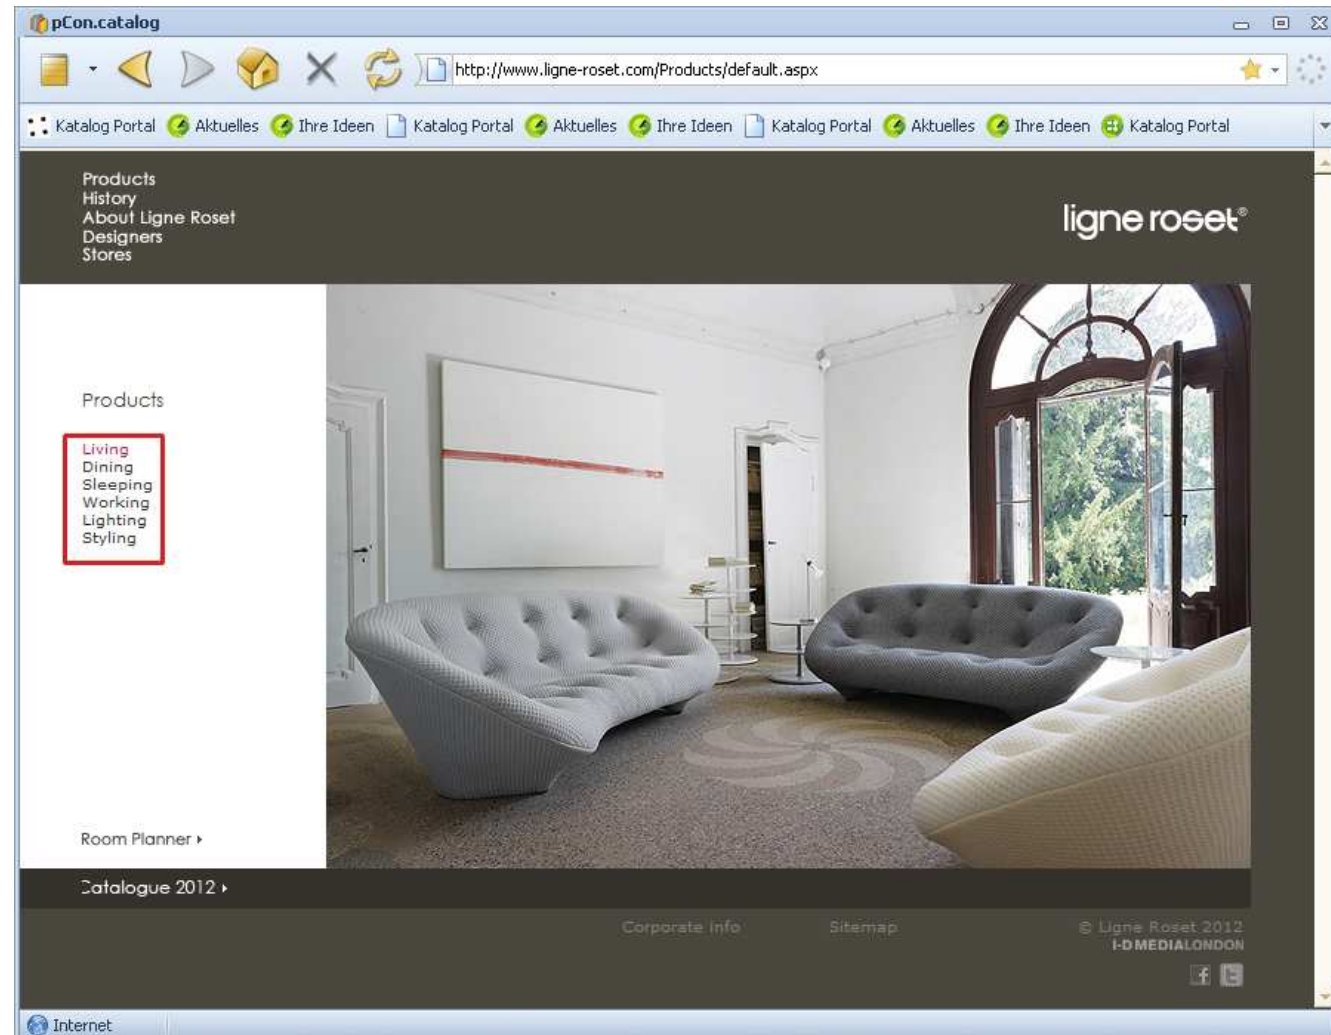 pCon.catalog
http://www.ligne-roset.com/Products/default.aspx
Katalog Portal Aktuelles Ihre Ideen Katalog Portal Aktuelles Ihre Ideen Katalog Portal Aktuelles Ihre Ideen Katalog Portal
Products
History
About Ligne Roset
Designers
Stores
ligne roset®
Products
Living
Dining
Sleeping
Working
Lighting
Styling
Room Planner
Catalogue 2012
Corporate Info Sitemap © Ligne Roset 2012
I-D MEDIALONDON
Internet